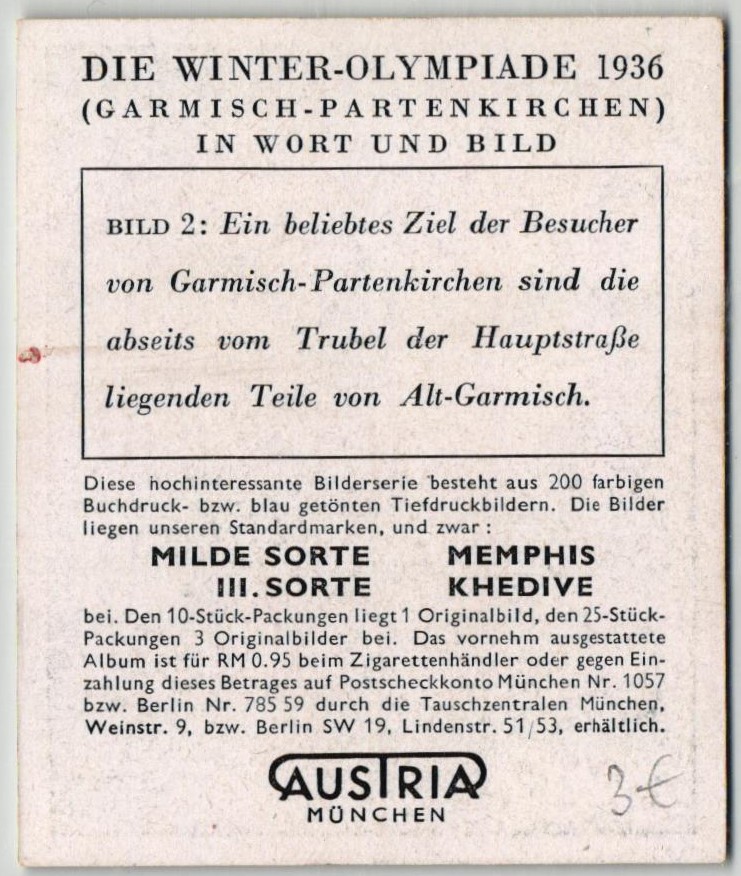 DIE WINTER-OLYMPIADE 1936
(GARMISCH-PARTENKIRCHEN)
IN WORT UND BILD
BILD 2: Ein beliebtes Ziel der Besucher
von Garmisch-Partenkirchen sind die
abseits vom Trubel der Hauptstraße
liegenden Teile von Alt-Garmisch.
Diese hochinteressante Bilderserie besteht aus 200 farbigen
Buchdruck- bzw. blau getönten Tiefdruckbildern. Die Bilder
liegen unseren Standardmarken, und zwar:
MILDE SORTE MEMPHIS
III. SORTE KHEDIVE
bei. Den 10-Stück-Packungen liegt 1 Originalbild, den 25-Stück-
Packungen 3 Originalbilder bei. Das vornehm ausgestattete
Album ist für RM 0.95 beim Zigarettenhändler oder gegen Ein-
zahlung dieses Betrages auf Postscheckkonto München Nr. 1057
bzw. Berlin Nr. 785 59 durch die Tauschzentralen München,
Weinstr. 9, bzw. Berlin SW 19, Lindenstr. 51/53, erhältlich.
AUSTRIA
MÜNCHEN
3€